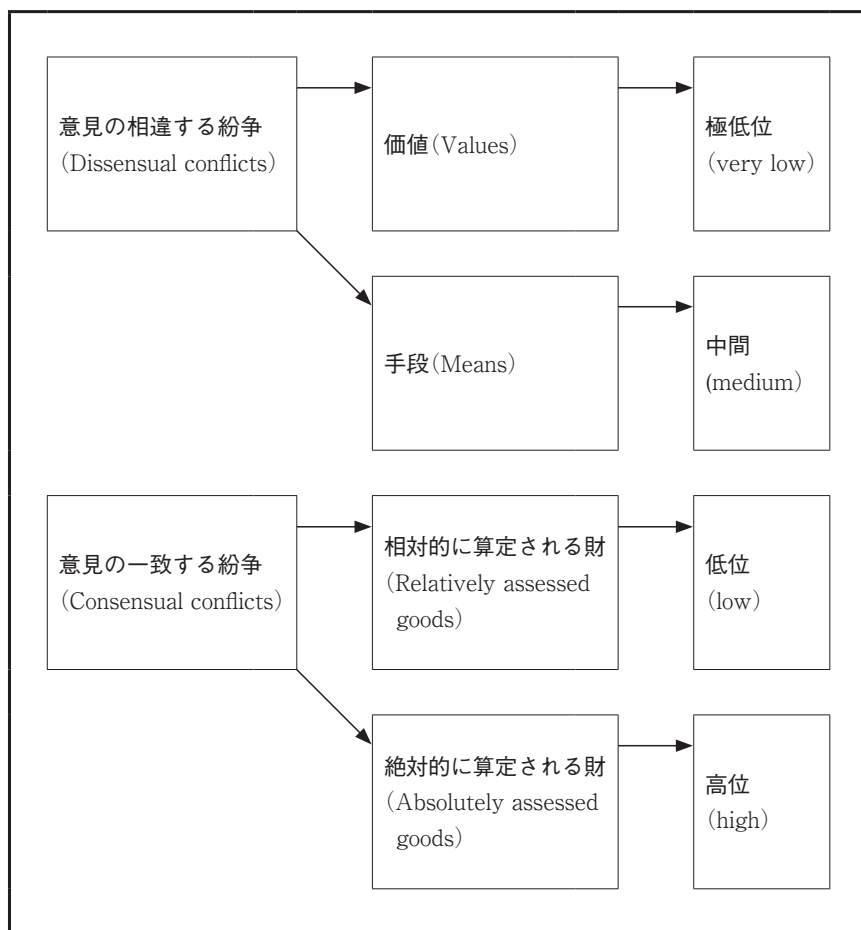 意見の相違する紛争
(Dissensual conflicts)
価値(Values)
極低位
(very low)
手段(Means)
中間
(medium)
意見の一致する紛争
(Consensual conflicts)
相対的に算定される財
(Relatively assessed
goods)
低位
(low)
絶対的に算定される財
(Absolutely assessed
goods)
高位
(high)